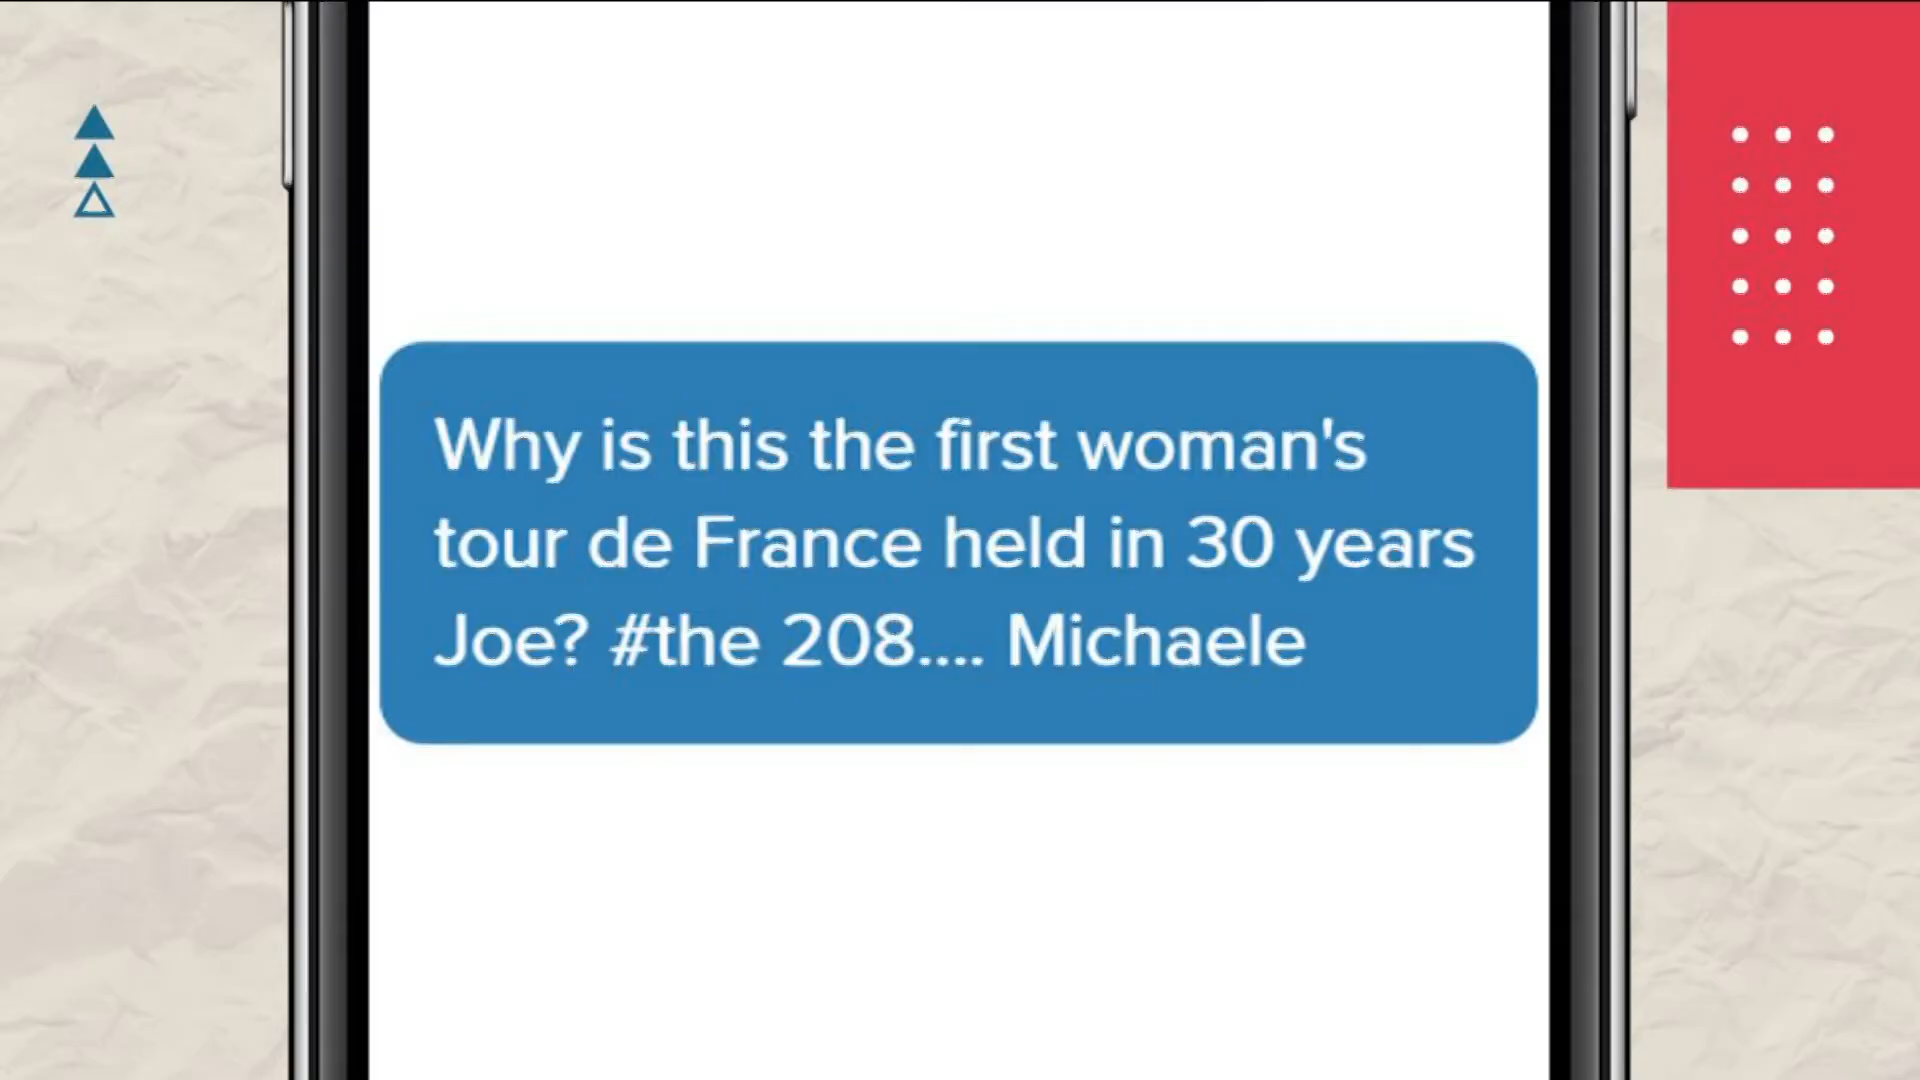 Why is this the first woman's
tour de France held in 30 years
Joe? #the 208.... Michaele